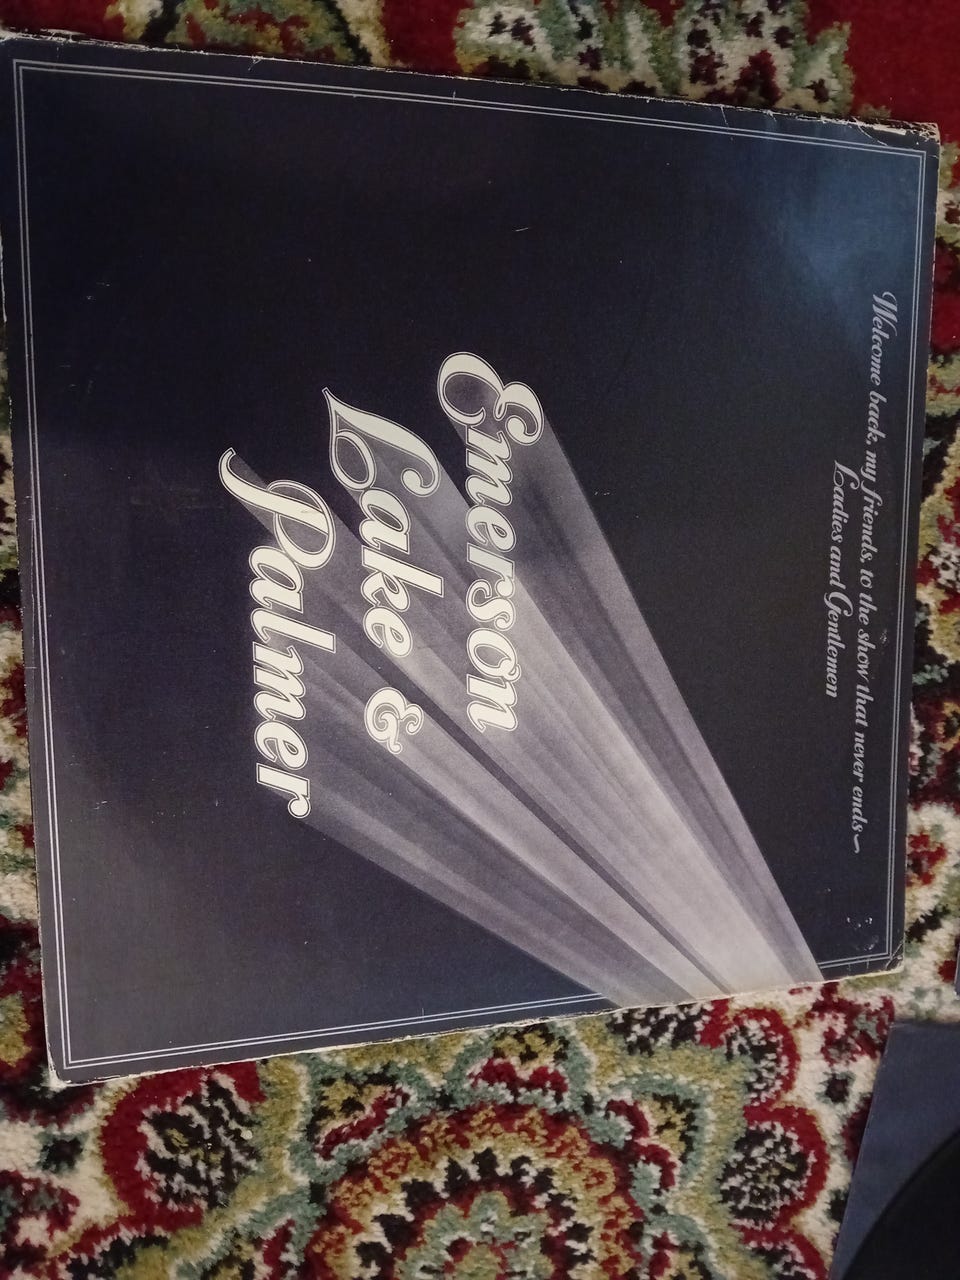 Welcome back, my friends, to the show that never ends~
Ladies and Gentlemen
Emerson
Lake &
Palmer